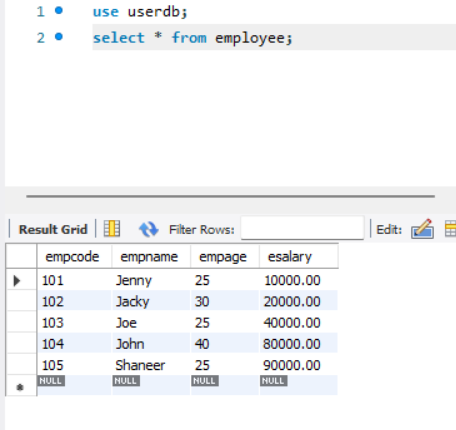 1 use userdb;
2 select * from employee;
Result Grid Filter Rows: Edit:
empcode empname empage esalary
101 Jenny 25 10000.00
102 Jacky 30 20000.00
103 Joe 25 40000.00
104 John 40 80000.00
105 Shaneer 25 90000.00
NULL NULL NULL NULL